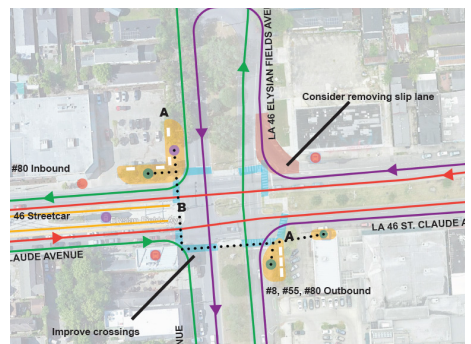 LA 46 ELYSIAN FIELDS AVE
Consider removing slip lane
A
#80 Inbound
B
46 Streetcar
A
LA 46 ST. CLAUDE A
LAUDE AVENUE
#8, #55, #80 Outbound
Improve crossings
NUE